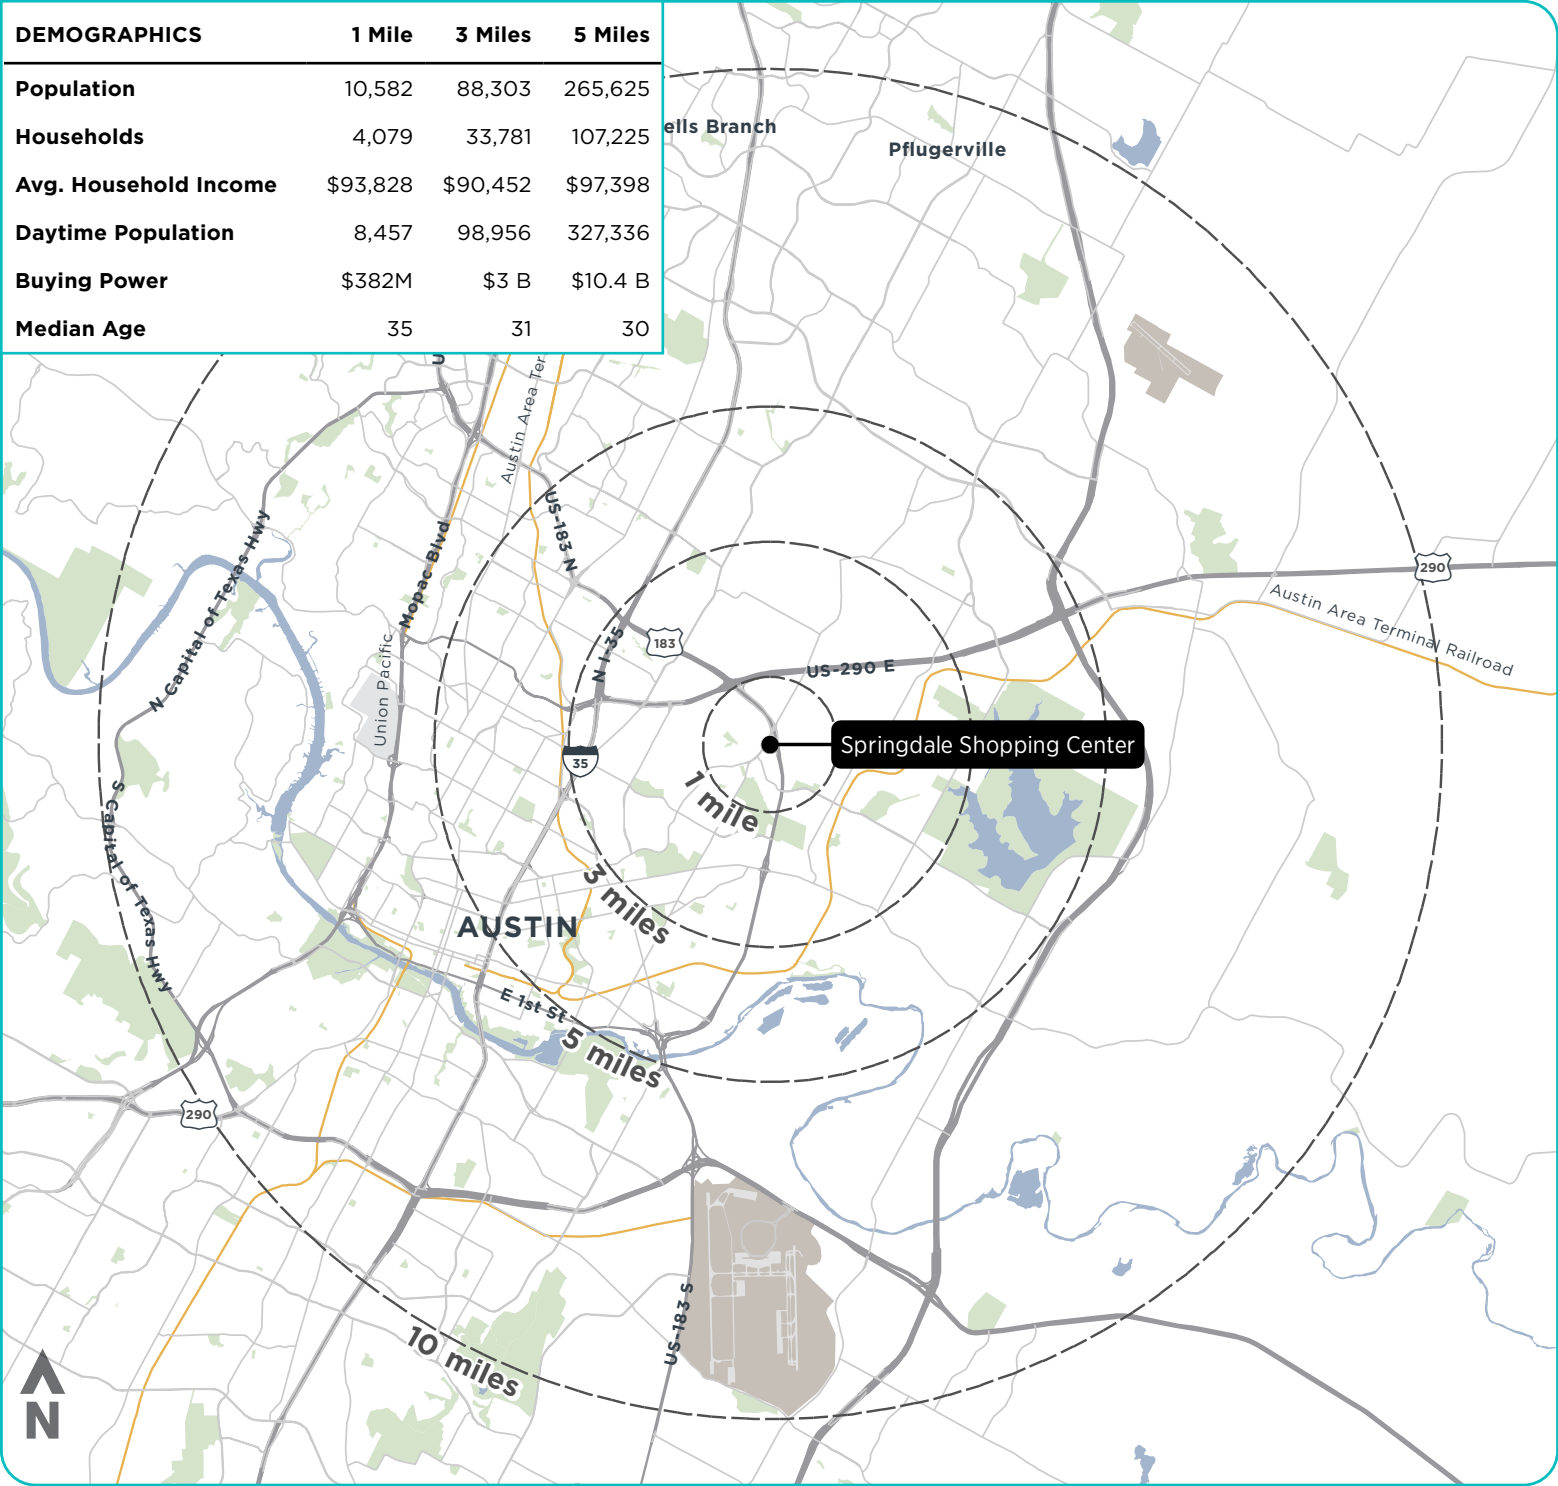 DEMOGRAPHICS 1 Mile 3 Miles 5 Miles
Population 10,582 88,303 265,625
Households 4,079 33,781 107,225
Avg. Household Income $93,828 $90,452 $97,398
Daytime Population 8,457 98,956 327,336
Buying Power $382M $3 B $10.4 B
Median Age 35 31 30
ells Branch
Pflugerville
U
Austin Area Ter
US-183 N
Mopac Blvd
N Capital of Texas Hwy
290
Austin Area Terminal Railroad
183
N I-35
US-290 E
Union Pacific
Springdale Shopping Center
35
1 mile
S Capital of Texas Hwy
3 miles
AUSTIN
E 1st St
5 miles
290
US-183 S
10 miles
N